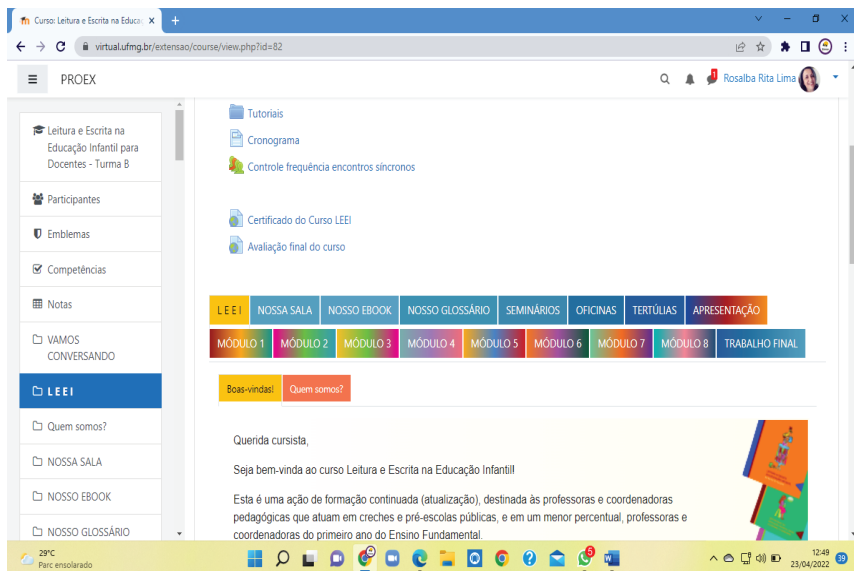 Curso: Leitura e Escrita na Educaç
virtual.ufmg.br/extensao/course/view.php?id=82
PROEX
Rosalba Rita Lima
Leitura e Escrita na
Educação Infantil para
Docentes - Turma B
Participantes
Emblemas
Competências
Notas
VAMOS
CONVERSANDO
L E E I
Quem somos?
NOSSA SALA
NOSSO EBOOK
NOSSO GLOSSÁRIO
Tutoriais
Cronograma
Controle frequência encontros síncronos
Certificado do Curso LEEI
Avaliação final do curso
L E E I NOSSA SALA NOSSO EBOOK NOSSO GLOSSÁRIO SEMINÁRIOS OFICINAS TERTÚLIAS APRESENTAÇÃO
MÓDULO 1 MÓDULO 2 MÓDULO 3 MÓDULO 4 MÓDULO 5 MÓDULO 6 MÓDULO 7 MÓDULO 8 TRABALHO FINAL
Boas-vindas! Quem somos?
Querida cursista,
Seja bem-vinda ao curso Leitura e Escrita na Educação Infantil!
Esta é uma ação de formação continuada (atualização), destinada às professoras e coordenadoras
pedagógicas que atuam em creches e pré-escolas públicas, e em um menor percentual, professoras e
coordenadoras do primeiro ano do Ensino Fundamental.
29°C
Parc ensolarado
12:49
23/04/2022
39